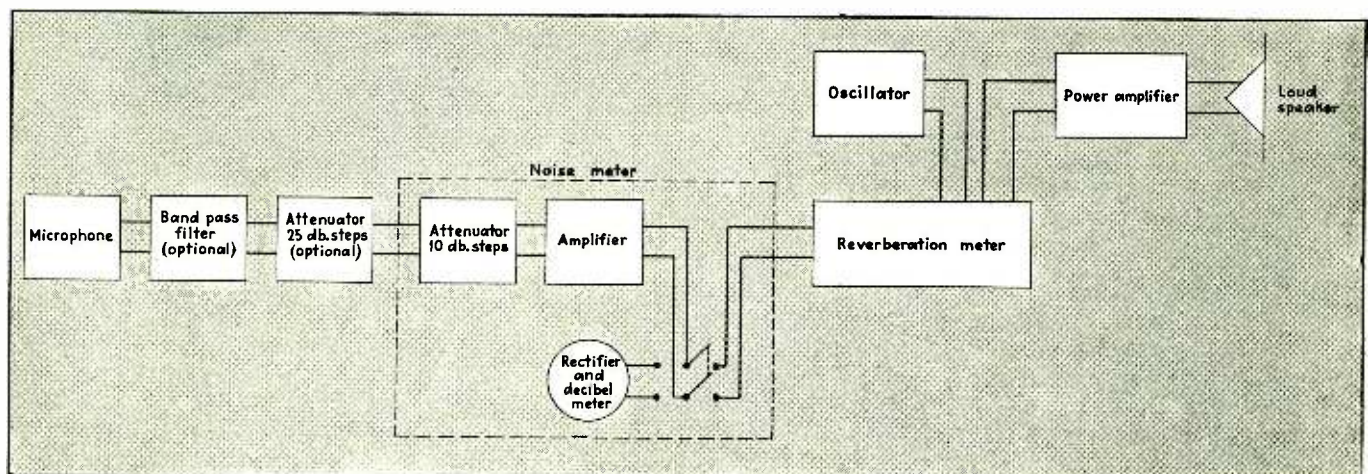 Oscillator
Power amplifier
Loud
speaker
Noise meter
Microphone
Band pass
filter
(optional)
Attenuator
25 db.steps
(optional)
Attenuator
10 db.steps
Amplifier
Reverberation meter
Rectifier
and
decibel
meter